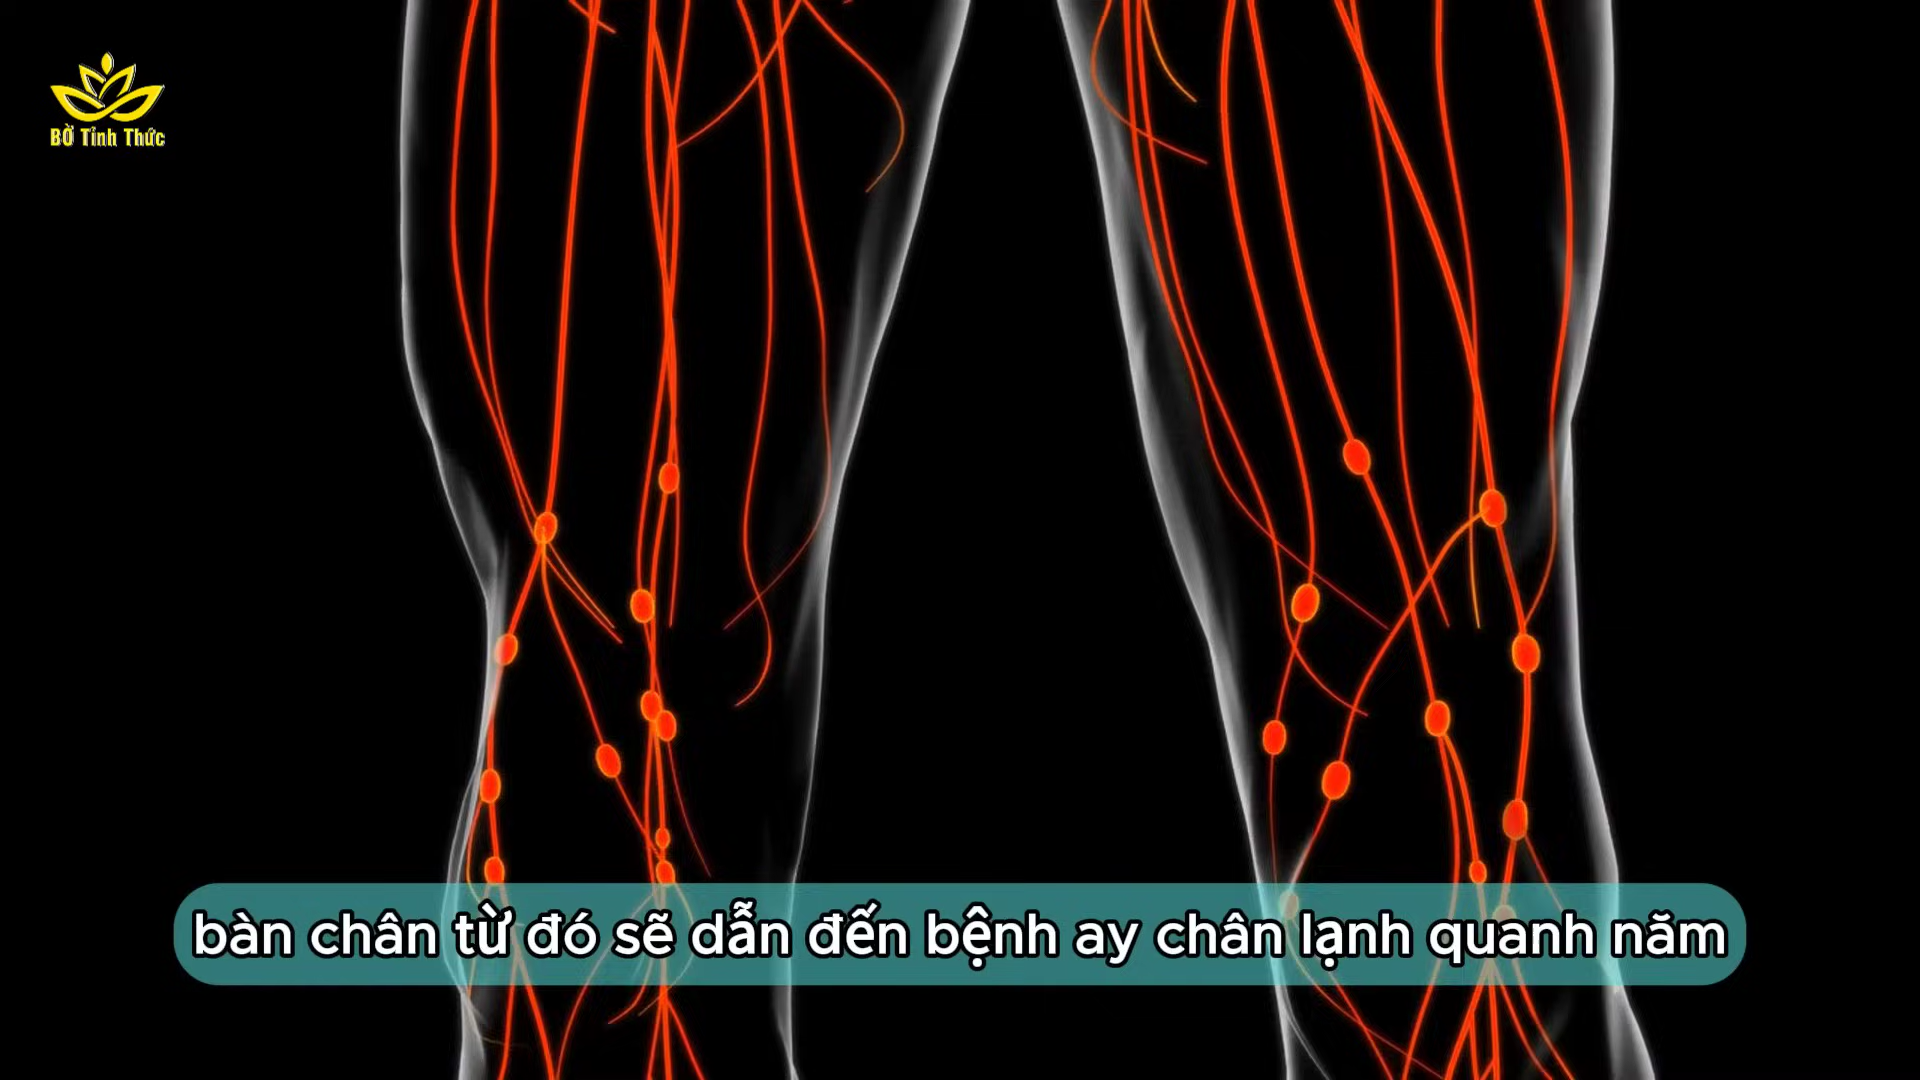 BỜ Tỉnh Thức
bàn chân từ đó sẽ dẫn đến bệnh ay chân lạnh quanh năm